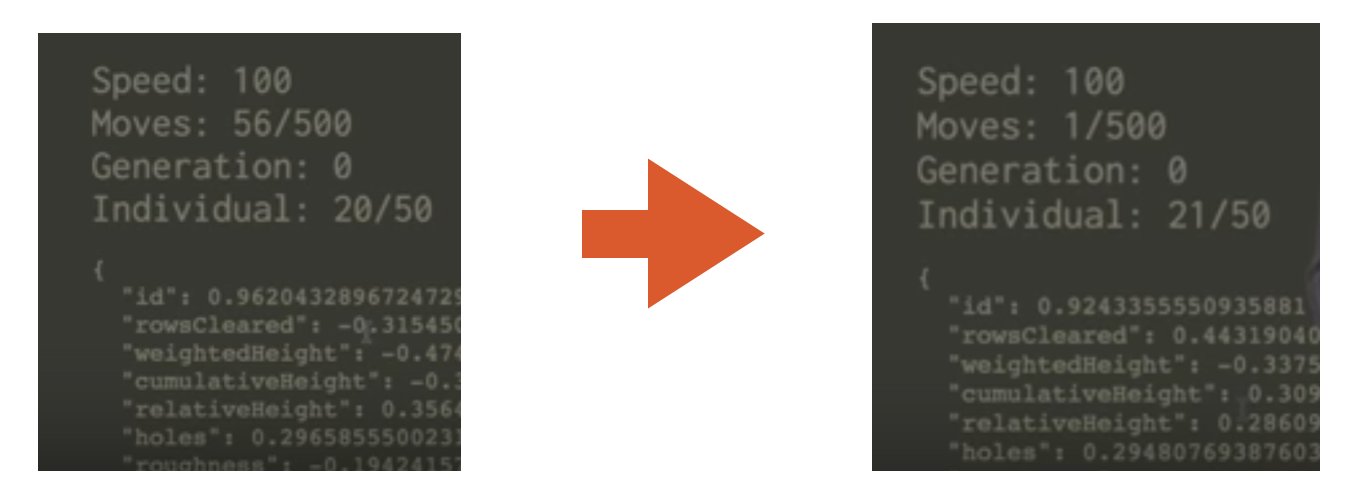 Speed: 100
Moves: 56/500
Generation: 0
Individual: 20/50
{
"id": 0.9620432896724729
"rowsCleared": -0.315450
"weightedHeight": -0.474
"cumulativeHeight": -0.3
"relativeHeight": 0.3564
"holes": 0.2965855500231
"roughness": -0.19424157
Speed: 100
Moves: 1/500
Generation: 0
Individual: 21/50
{
"id": 0.9243355550935881
"rowsCleared": 0.44319040
"weightedHeight": -0.3375
"cumulativeHeight": 0.309
"relativeHeight": 0.28609
"holes": 0.29480769387603